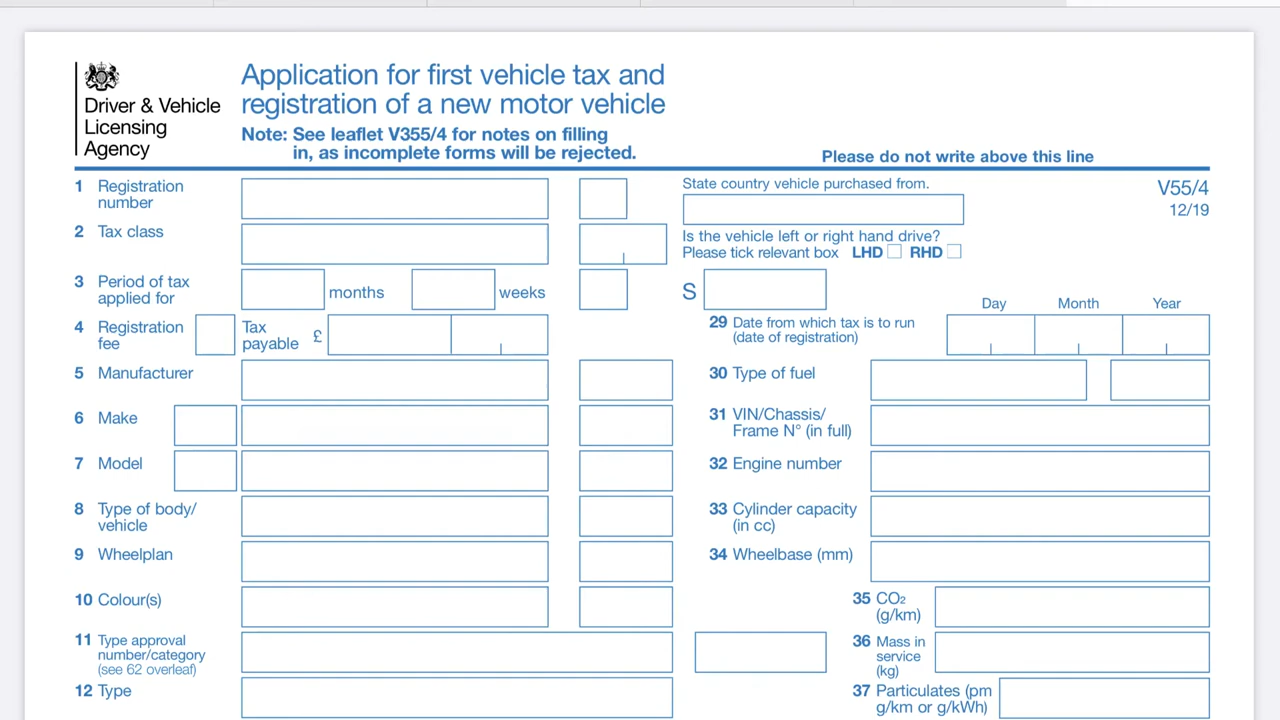 Driver & Vehicle
Licensing
Agency
Application for first vehicle tax and
registration of a new motor vehicle
Note: See leaflet V355/4 for notes on filling
in, as incomplete forms will be rejected.
Please do not write above this line
1 Registration
number
State country vehicle purchased from.
V55/4
12/19
2 Tax class
Is the vehicle left or right hand drive?
Please tick relevant box LHD RHD
3 Period of tax
applied for
months
weeks
S
Day Month Year
4 Registration
fee
Tax
payable £
29 Date from which tax is to run
(date of registration)
5 Manufacturer
30 Type of fuel
6 Make
31 VIN/Chassis/
Frame N° (in full)
7 Model
32 Engine number
8 Type of body/
vehicle
33 Cylinder capacity
(in cc)
9 Wheelplan
34 Wheelbase (mm)
10 Colour(s)
35 CO2
(g/km)
11 Type approval
number/category
(see 62 overleaf)
36 Mass in
service
(kg)
12 Type
37 Particulates (pm
g/km or g/kWh)